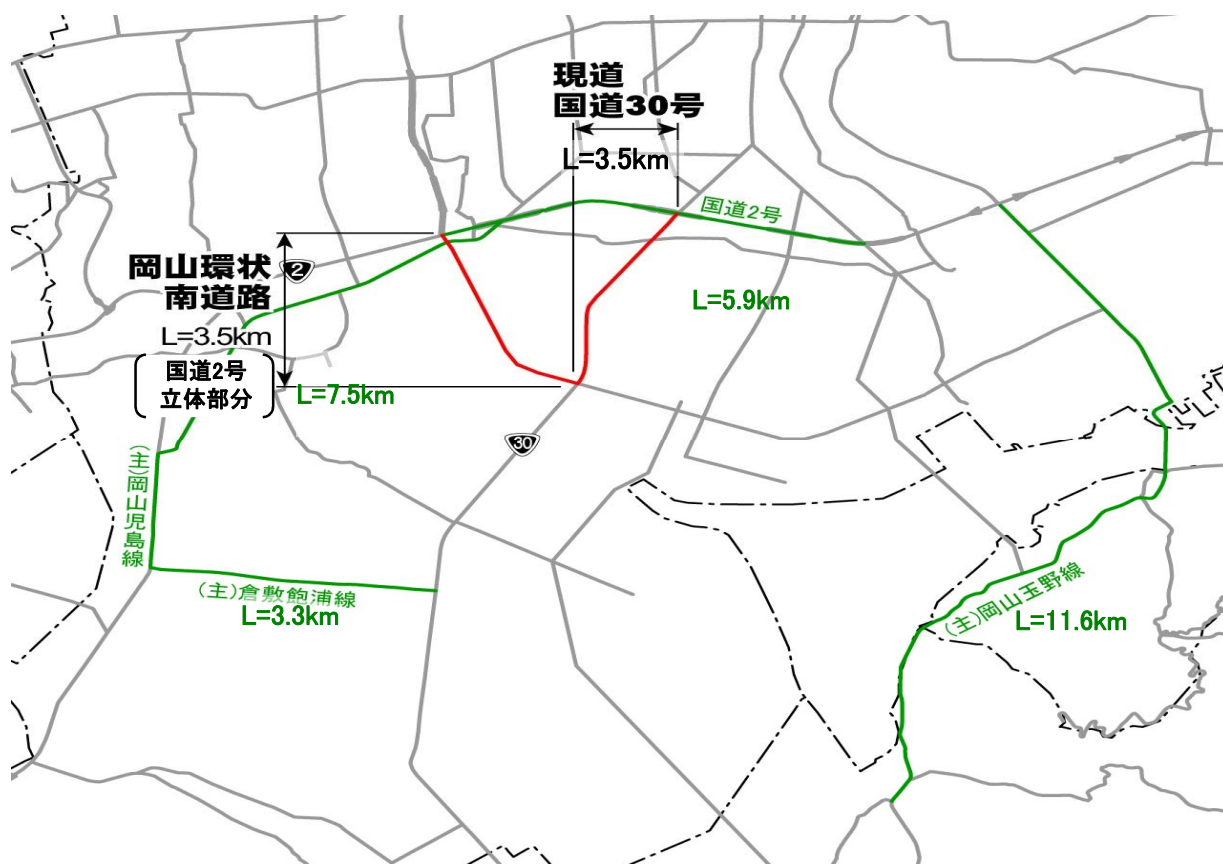 現道
国道30号
L=3.5km
国道2号
岡山環状
南道路
2
L=3.5km
国道2号
立体部分
L=5.9km
L=7.5km
30
(主)岡山児島線
(主)倉敷飽浦線
L=3.3km
(主)岡山玉野線
L=11.6km